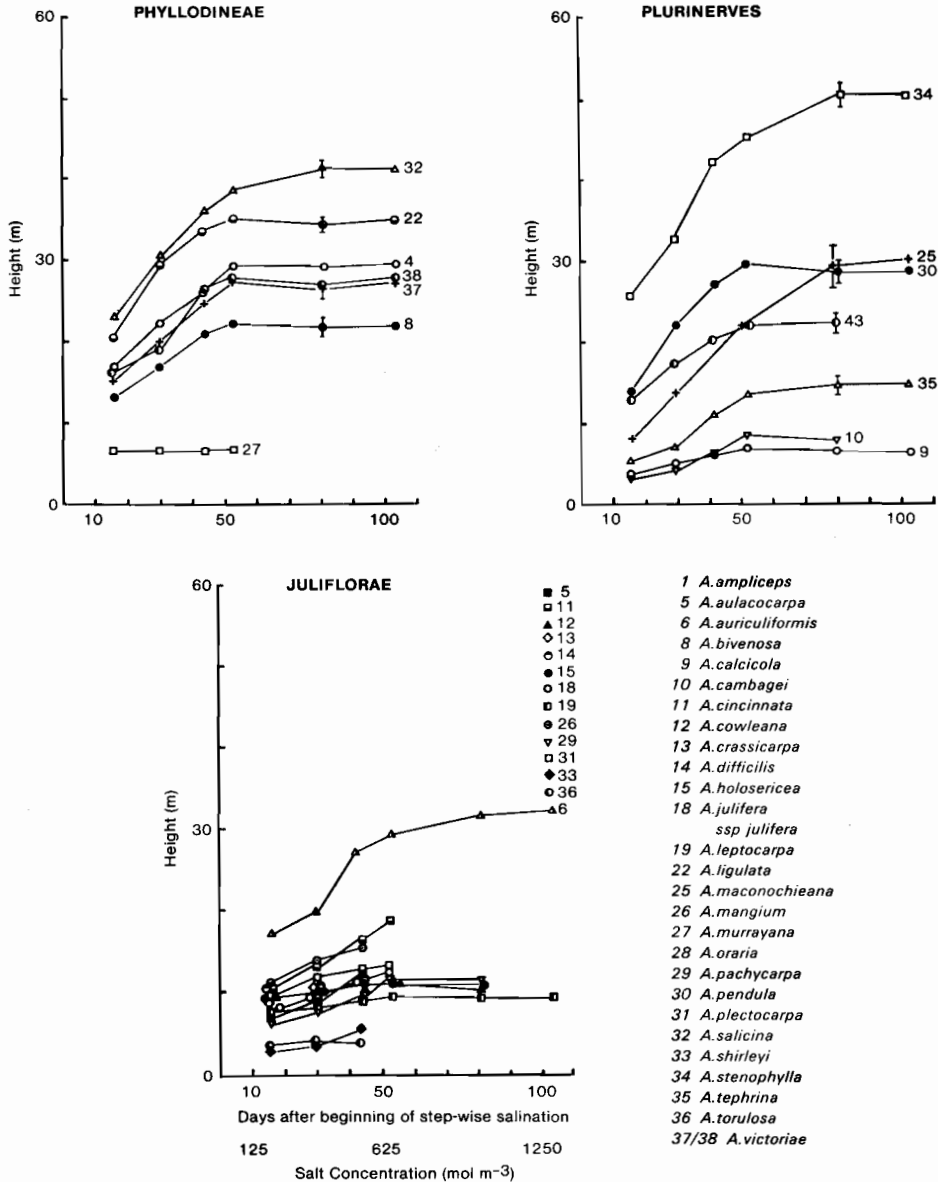 PHYLLODINEAE
60
30
0
Height (m)
32
22
4
38
37
8
27
10
50
100
PLURINERVES
60
30
0
Height (m)
34
25
30
43
35
10
9
10
50
100
JULIFLORAE
60
30
0
Height (m)
5
11
12
13
14
15
18
19
26
29
31
33
36
6
10
50
100
Days after beginning of step-wise salination
125
625
1250
Salt Concentration (mol m⁻³)
1 A.ampliceps
5 A.aulacocarpa
6 A.auriculiformis
8 A.bivenosa
9 A.calcicola
10 A.cambagei
11 A.cincinnata
12 A.cowleana
13 A.crassicarpa
14 A.difficilis
15 A.holosericea
18 A.julifera
ssp julifera
19 A.leptocarpa
22 A.ligulata
25 A.maconochieana
26 A.mangium
27 A.murrayana
28 A.oraria
29 A.pachycarpa
30 A.pendula
31 A.plectocarpa
32 A.salicina
33 A.shirleyi
34 A.stenophylla
35 A.tephrina
36 A.torulosa
37/38 A.victoriae